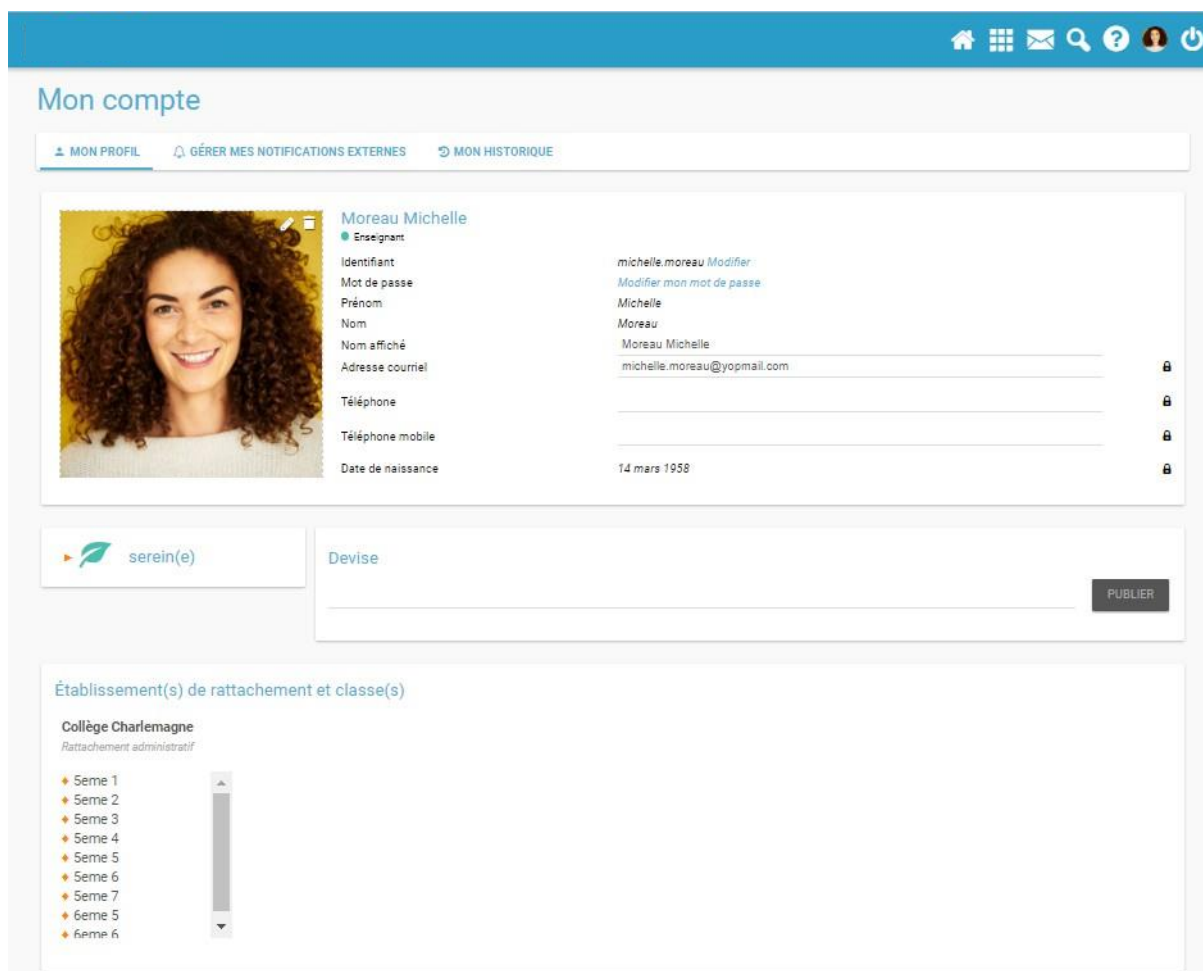 Mon compte
MON PROFIL GÉRER MES NOTIFICATIONS EXTERNES MON HISTORIQUE
Moreau Michelle
Enseignant
Identifiant michelle.moreau Modifier
Mot de passe Modifier mon mot de passe
Prénom Michelle
Nom Moreau
Nom affiché Moreau Michelle
Adresse courriel michelle.moreau@yopmail.com
Téléphone
Téléphone mobile
Date de naissance 14 mars 1958
serein(e)
Devise
PUBLIER
Établissement(s) de rattachement et classe(s)
Collège Charlemagne
Rattachement administratif
5eme 1
5eme 2
5eme 3
5eme 4
5eme 5
5eme 6
5eme 7
6eme 5
6eme 6